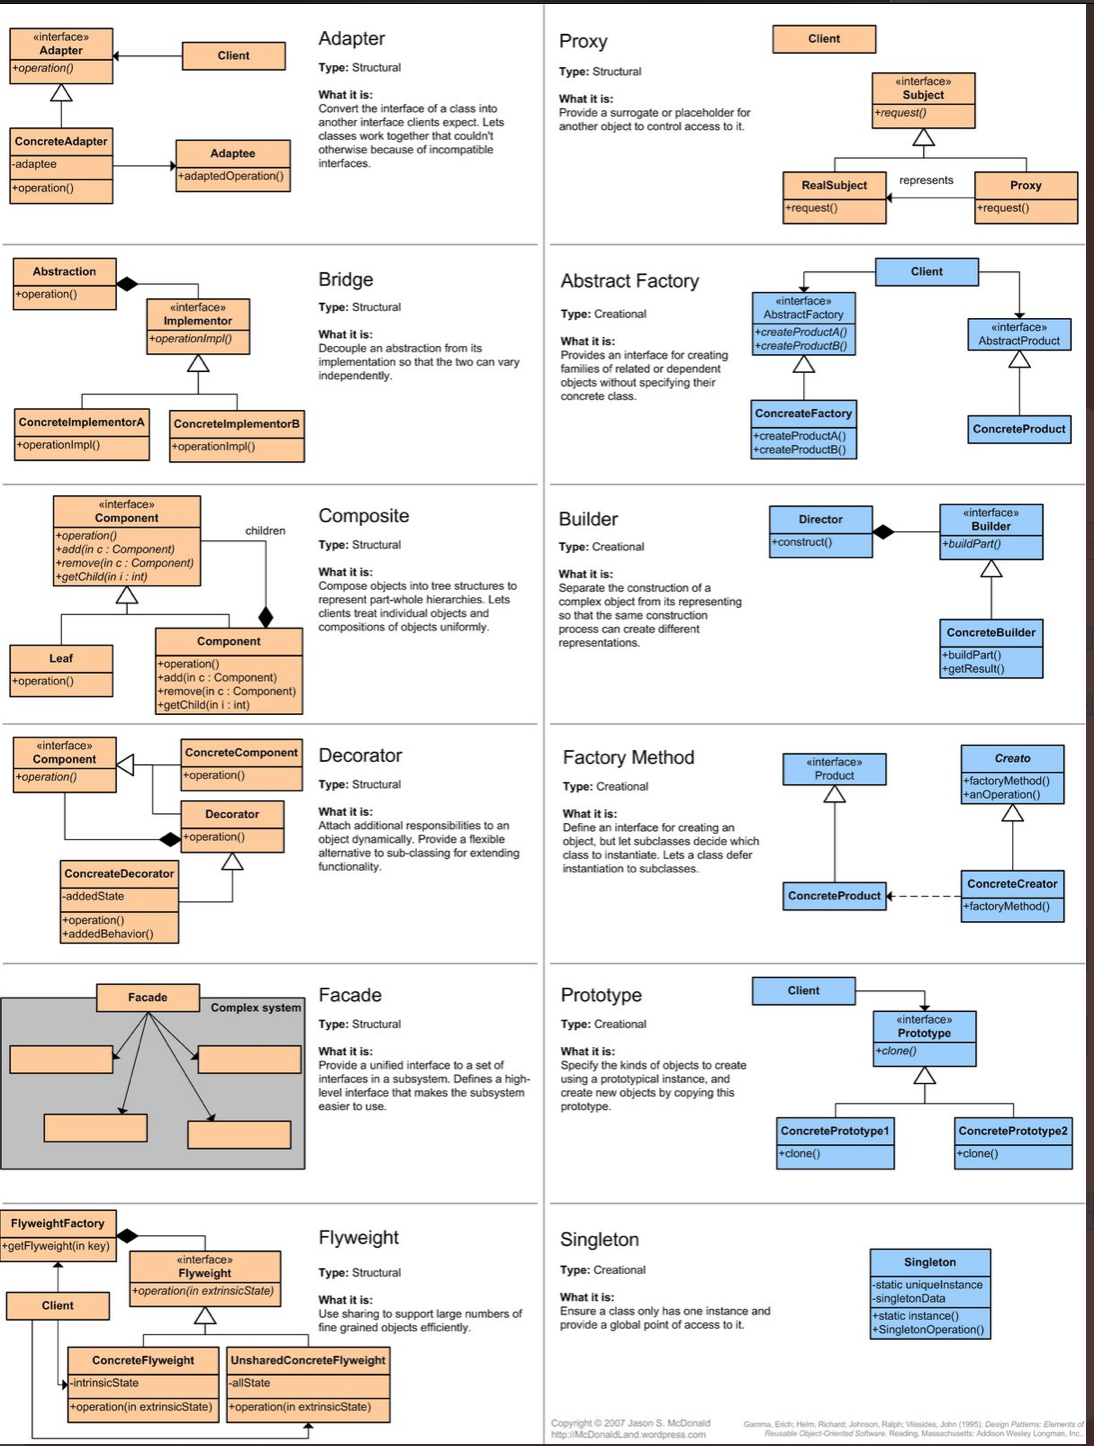 «interface»
Adapter
+operation()
Client
ConcreteAdapter
-adaptee
+operation()
Adaptee
+adaptedOperation()
Adapter
Type: Structural
What it is:
Convert the interface of a class into
another interface clients expect. Lets
classes work together that couldn't
otherwise because of incompatible
interfaces.
Proxy
Type: Structural
What it is:
Provide a surrogate or placeholder for
another object to control access to it.
Client
«interface»
Subject
+request()
RealSubject
+request()
represents
Proxy
+request()
Abstraction
+operation()
«interface»
Implementor
+operationImpl()
ConcreteImplementorA
+operationImpl()
ConcreteImplementorB
+operationImpl()
Bridge
Type: Structural
What it is:
Decouple an abstraction from its
implementation so that the two can vary
independently.
Abstract Factory
Type: Creational
What it is:
Provides an interface for creating
families of related or dependent
objects without specifying their
concrete class.
Client
«interface»
AbstractFactory
+createProductA()
+createProductB()
«interface»
AbstractProduct
ConcreateFactory
+createProductA()
+createProductB()
ConcreteProduct
«interface»
Component
+operation()
+add(in c : Component)
+remove(in c : Component)
+getChild(in i : int)
children
Leaf
+operation()
Component
+operation()
+add(in c : Component)
+remove(in c : Component)
+getChild(in i : int)
Composite
Type: Structural
What it is:
Compose objects into tree structures to
represent part-whole hierarchies. Lets
clients treat individual objects and
compositions of objects uniformly.
Builder
Type: Creational
What it is:
Separate the construction of a
complex object from its representing
so that the same construction
process can create different
representations.
Director
+construct()
«interface»
Builder
+buildPart()
ConcreteBuilder
+buildPart()
+getResult()
«interface»
Component
+operation()
ConcreteComponent
+operation()
Decorator
+operation()
ConcreateDecorator
-addedState
+operation()
+addedBehavior()
Decorator
Type: Structural
What it is:
Attach additional responsibilities to an
object dynamically. Provide a flexible
alternative to sub-classing for extending
functionality.
Factory Method
Type: Creational
What it is:
Define an interface for creating an
object, but let subclasses decide which
class to instantiate. Lets a class defer
instantiation to subclasses.
«interface»
Product
Creato
+factoryMethod()
+anOperation()
ConcreteProduct
ConcreteCreator
+factoryMethod()
Facade
Complex system
Facade
Type: Structural
What it is:
Provide a unified interface to a set of
interfaces in a subsystem. Defines a high-
level interface that makes the subsystem
easier to use.
Prototype
Type: Creational
What it is:
Specify the kinds of objects to create
using a prototypical instance, and
create new objects by copying this
prototype.
Client
«interface»
Prototype
+clone()
ConcretePrototype1
+clone()
ConcretePrototype2
+clone()
FlyweightFactory
+getFlyweight(in key)
«interface»
Flyweight
+operation(in extrinsicState)
Client
ConcreteFlyweight
-intrinsicState
+operation(in extrinsicState)
UnsharedConcreteFlyweight
-allState
+operation(in extrinsicState)
Flyweight
Type: Structural
What it is:
Use sharing to support large numbers of
fine grained objects efficiently.
Singleton
Type: Creational
What it is:
Ensure a class only has one instance and
provide a global point of access to it.
Singleton
-static uniqueInstance
-singletonData
+static instance()
+SingletonOperation()
Copyright © 2007 Jason S. McDonald
http://McDonaldLand.wordpress.com
Gamma, Erich; Helm, Richard; Johnson, Ralph; Vlissides, John (1995). Design Patterns: Elements of
Reusable Object-Oriented Software. Reading, Massachusetts: Addison Wesley Longman, Inc..